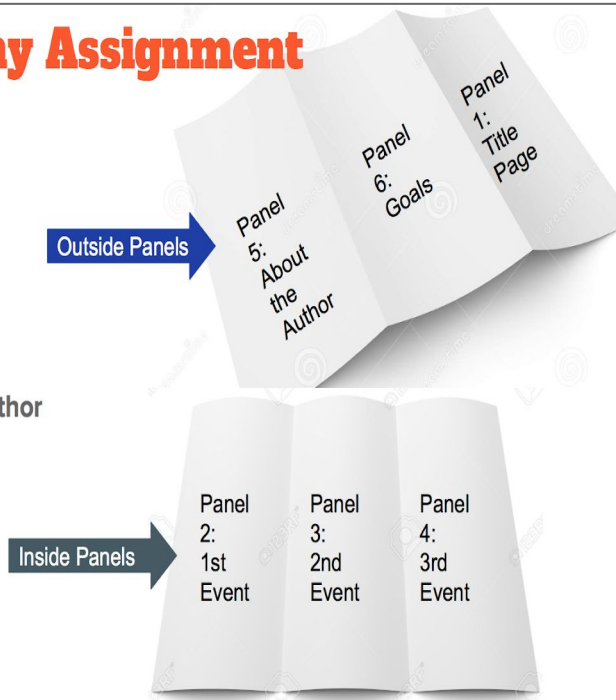 ny Assignment
Panel
1:
Title
Page
Panel
6:
Goals
Panel
5:
About
the
Author
Outside Panels
thor
Panel
2:
1st
Event
Panel
3:
2nd
Event
Panel
4:
3rd
Event
Inside Panels